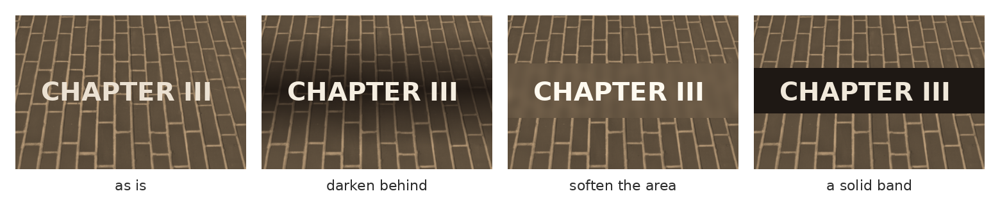 CHAPTER III
CHAPTER III
CHAPTER III
CHAPTER III
as is
darken behind
soften the area
a solid band